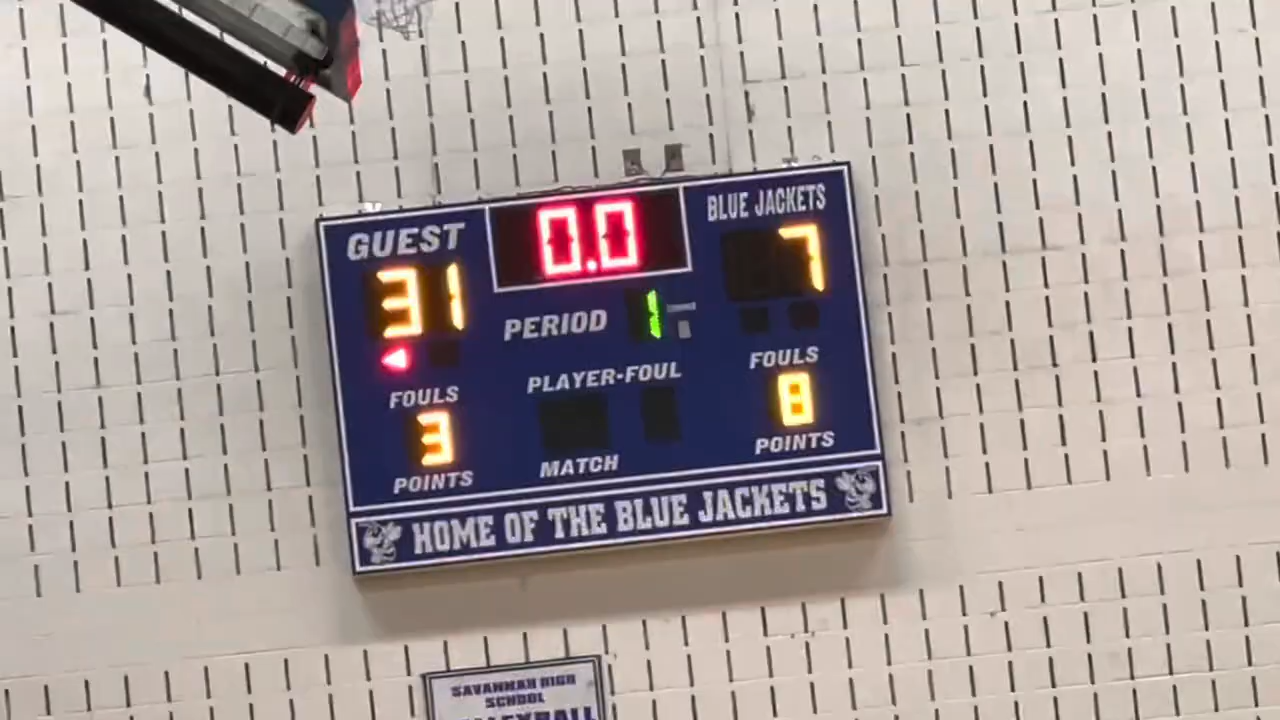 GUEST
0.0
BLUE JACKETS
31
7
PERIOD 1
FOULS
PLAYER-FOUL
FOULS
3
8
POINTS
MATCH
POINTS
HOME OF THE BLUE JACKETS
SAVANNAH HIGH
SCHOOL